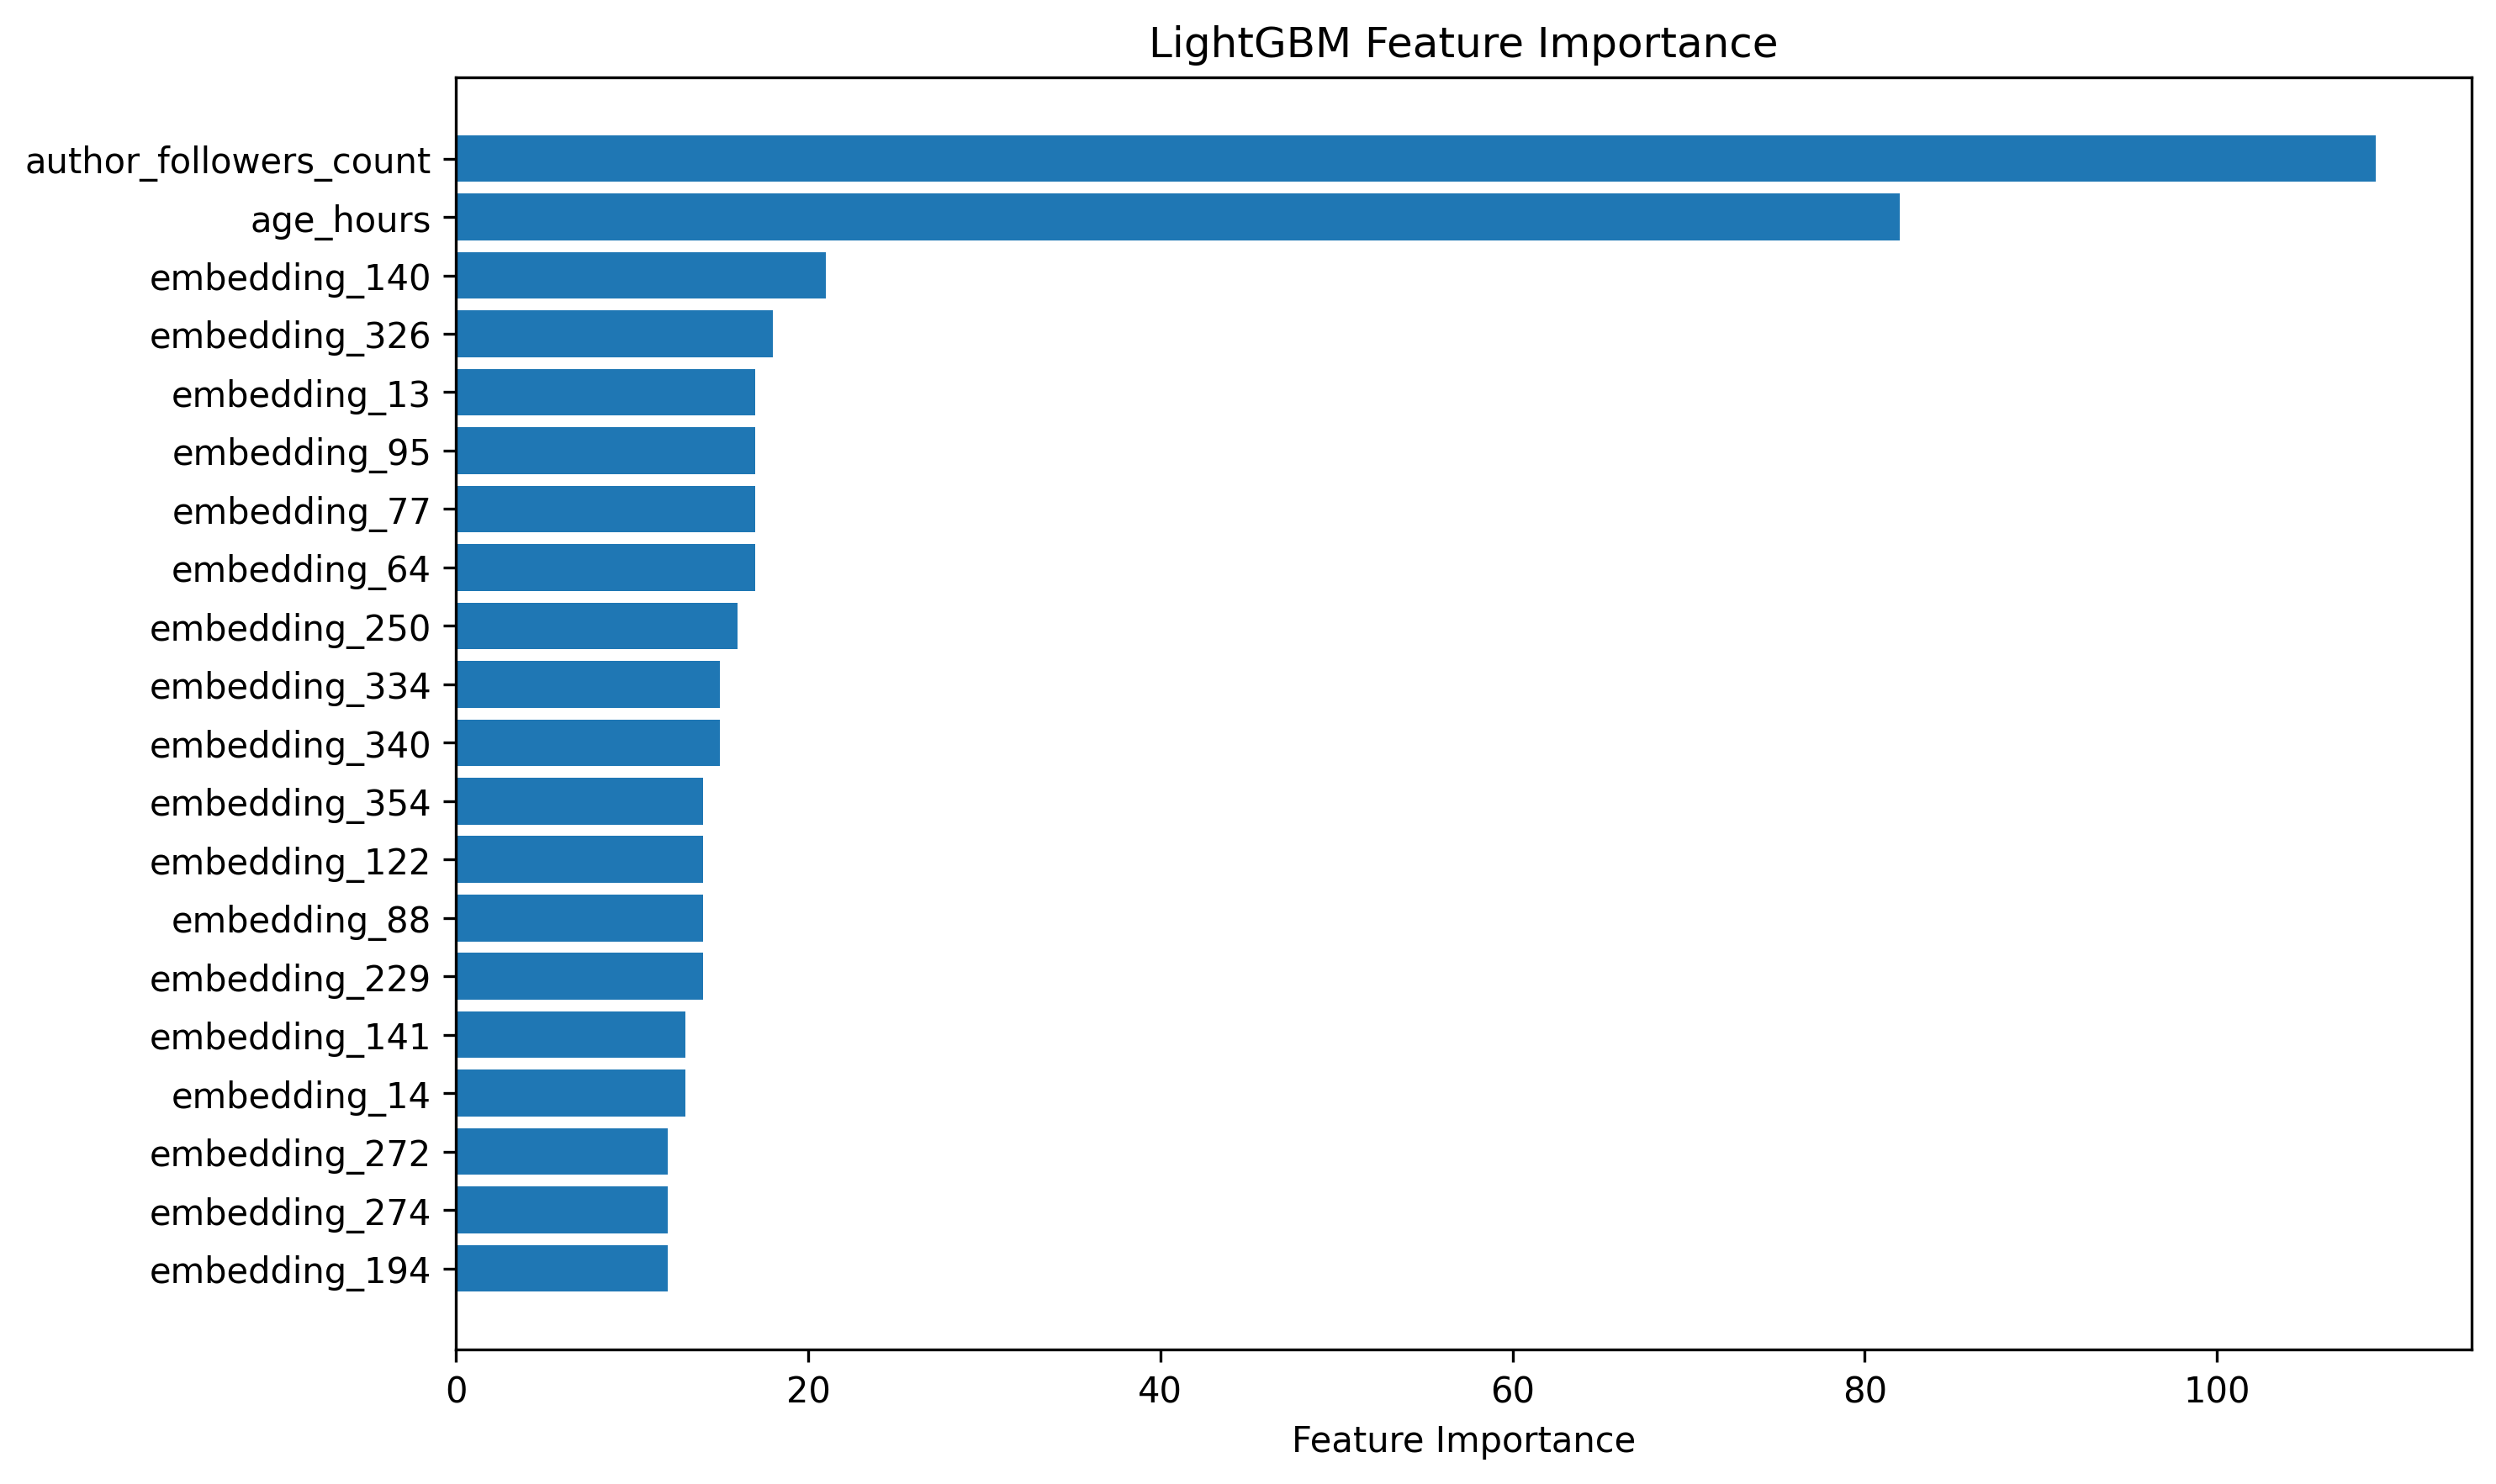 LightGBM Feature Importance
author_followers_count
age_hours
embedding_140
embedding_326
embedding_13
embedding_95
embedding_77
embedding_64
embedding_250
embedding_334
embedding_340
embedding_354
embedding_122
embedding_88
embedding_229
embedding_141
embedding_14
embedding_272
embedding_274
embedding_194
0 20 40 60 80 100
Feature Importance